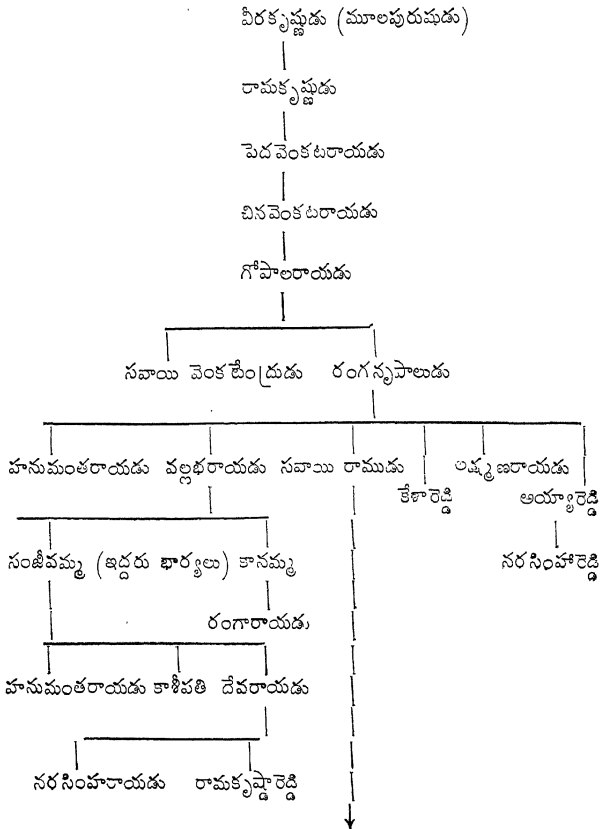 వీరకృష్ణుడు (మూలపురుషుడు)
రామకృష్ణుడు
పెదవెంకటరాయడు
చినవెంకటరాయడు
గోపాలరాయడు
సవాయి వెంకటేంద్రుడు రంగనృపాలుడు
హనుమంతరాయడు వల్లభరాయడు సవాయి రాముడు లక్ష్మణరాయడు
కేశారెడ్డి అయ్యారెడ్డి
సంజీవమ్మ (ఇద్దరు భార్యలు) కానమ్మ నరసింహారెడ్డి
రంగారాయడు
హనుమంతరాయడు కాశీపతి దేవరాయడు
నరసింహరాయడు రామకృష్ణారెడ్డి